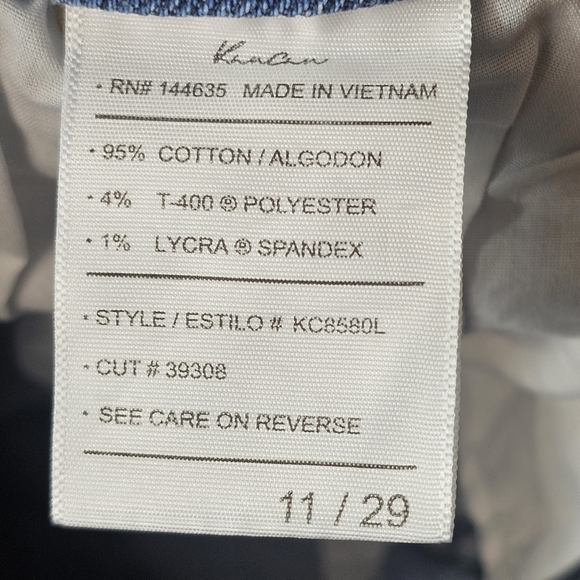 KanCan
• RN# 144635 MADE IN VIETNAM
• 95% COTTON / ALGODON
• 4% T-400 ® POLYESTER
• 1% LYCRA ® SPANDEX
• STYLE / ESTILO # KC8580L
• CUT # 39308
• SEE CARE ON REVERSE
11 / 29